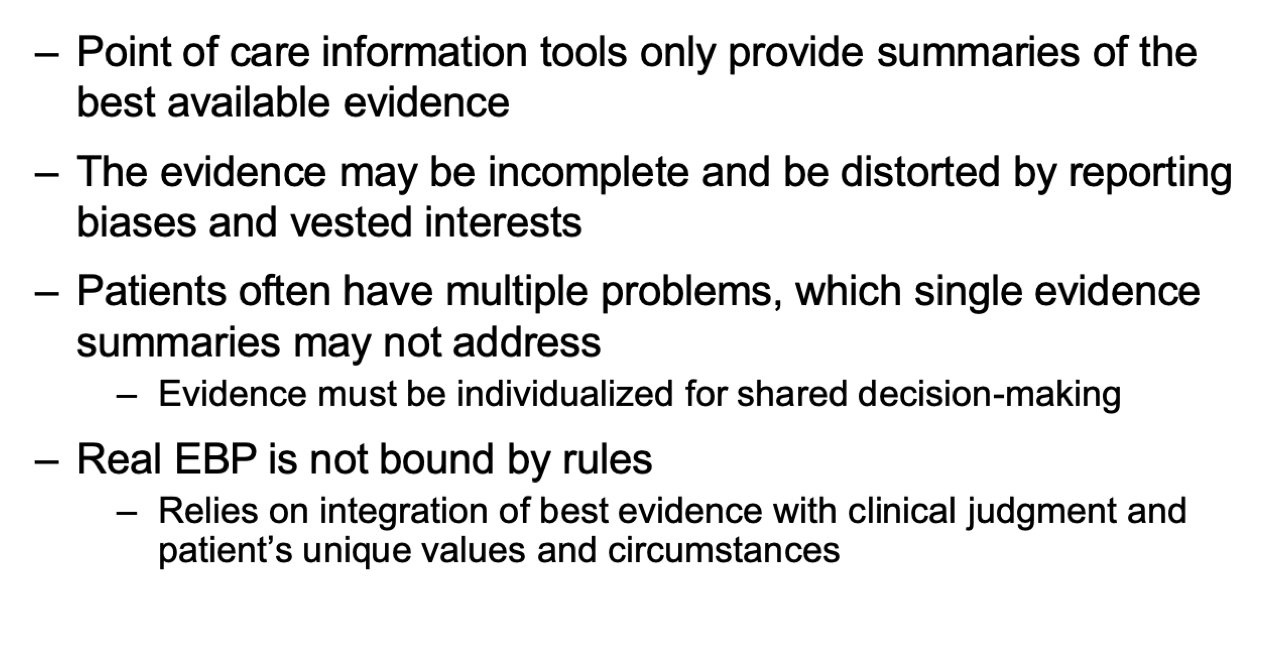 – Point of care information tools only provide summaries of the
best available evidence
– The evidence may be incomplete and be distorted by reporting
biases and vested interests
– Patients often have multiple problems, which single evidence
summaries may not address
– Evidence must be individualized for shared decision-making
– Real EBP is not bound by rules
– Relies on integration of best evidence with clinical judgment and
patient’s unique values and circumstances